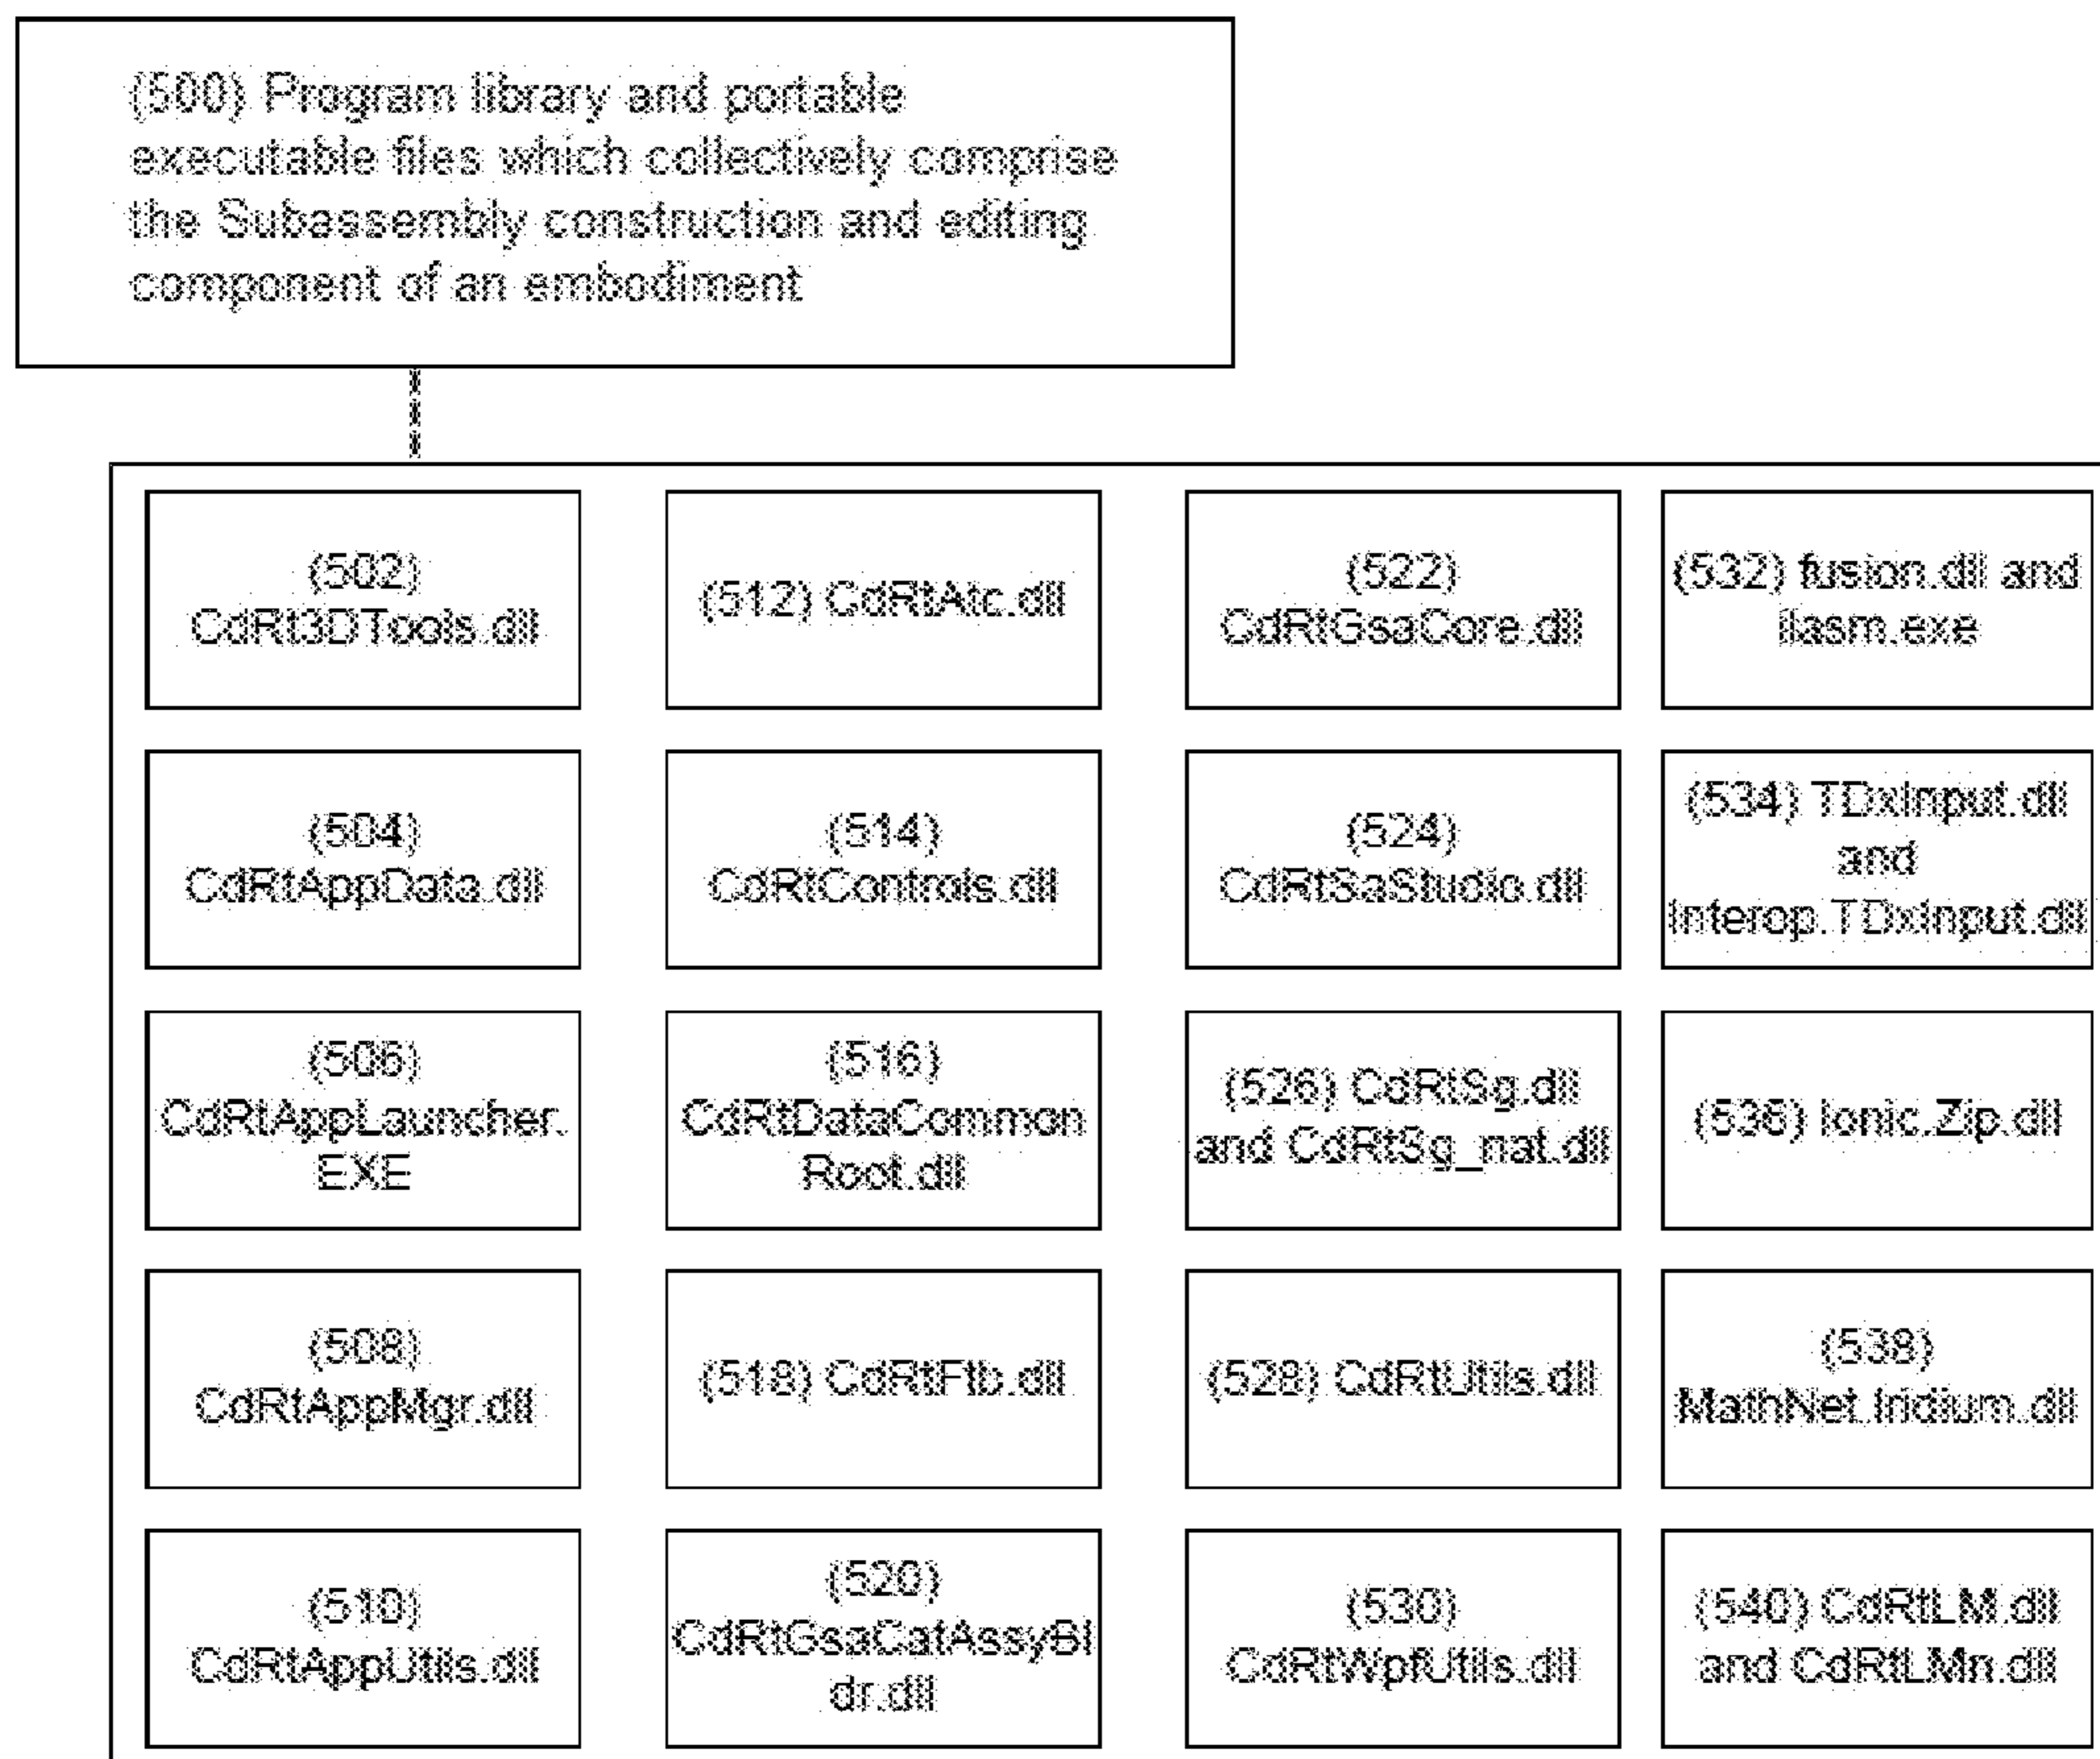 (500) Program library and portable
executable files which collectively comprise
the Subassembly construction and editing
component of an embodiment
(502)
CdRt3DTools.dll
(512) CdRtAtc.dll
(522)
CdRtGsaCore.dll
(532) fusion.dll and
ilasm.exe
(504)
CdRtAppData.dll
(514)
CdRtControls.dll
(524)
CdRtSaStudio.dll
(534) TDxInput.dll
and
Interop.TDxInput.dll
(506)
CdRtAppLauncher.
EXE
(516)
CdRtDataCommon
Root.dll
(526) CdRtSg.dll
and CdRtSg_nat.dll
(536) Ionic.Zip.dll
(508)
CdRtAppMgr.dll
(518) CdRtFtb.dll
(528) CdRtUtils.dll
(538)
MathNet.Iridium.dll
(510)
CdRtAppUtils.dll
(520)
CdRtGsaCatAssyBl
dr.dll
(530)
CdRtWpfUtils.dll
(540) CdRtLM.dll
and CdRtLMn.dll